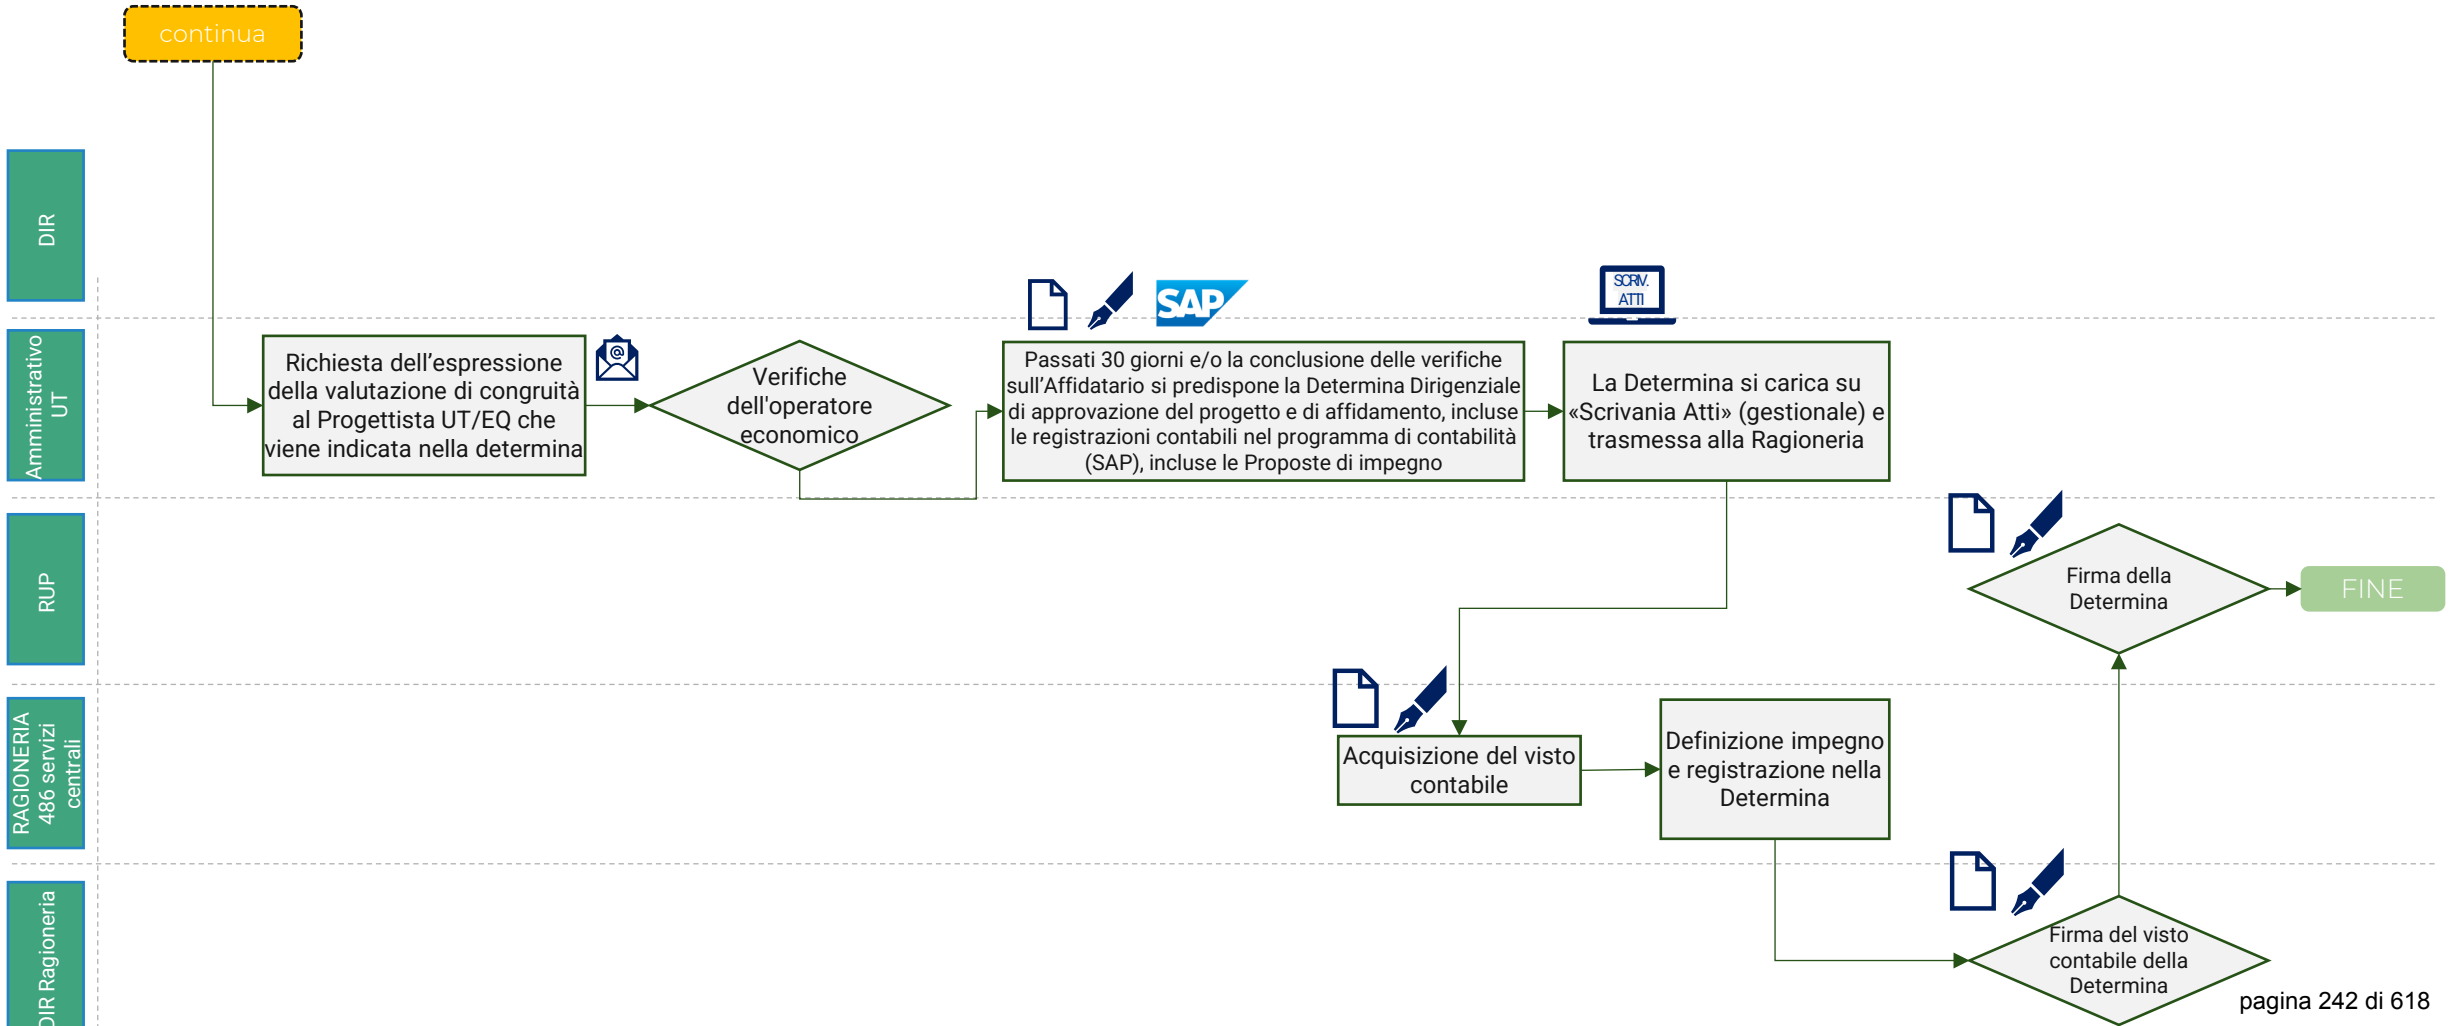 continua
DIR
SCRIV.
ATTI
SAP
Amministrativo
UT
Richiesta dell’espressione
della valutazione di congruità
al Progettista UT/EQ che
viene indicata nella determina
@
Verifiche
dell'operatore
economico
Passati 30 giorni e/o la conclusione delle verifiche
sull’Affidatario si predispone la Determina Dirigenziale
di approvazione del progetto e di affidamento, incluse
le registrazioni contabili nel programma di contabilità
(SAP), incluse le Proposte di impegno
La Determina si carica su
«Scrivania Atti» (gestionale) e
trasmessa alla Ragioneria
RUP
Firma della
Determina
FINE
RAGIONERIA
486 servizi
centrali
Acquisizione del visto
contabile
Definizione impegno
e registrazione nella
Determina
DIR Ragioneria
Firma del visto
contabile della
Determina
pagina 242 di 618